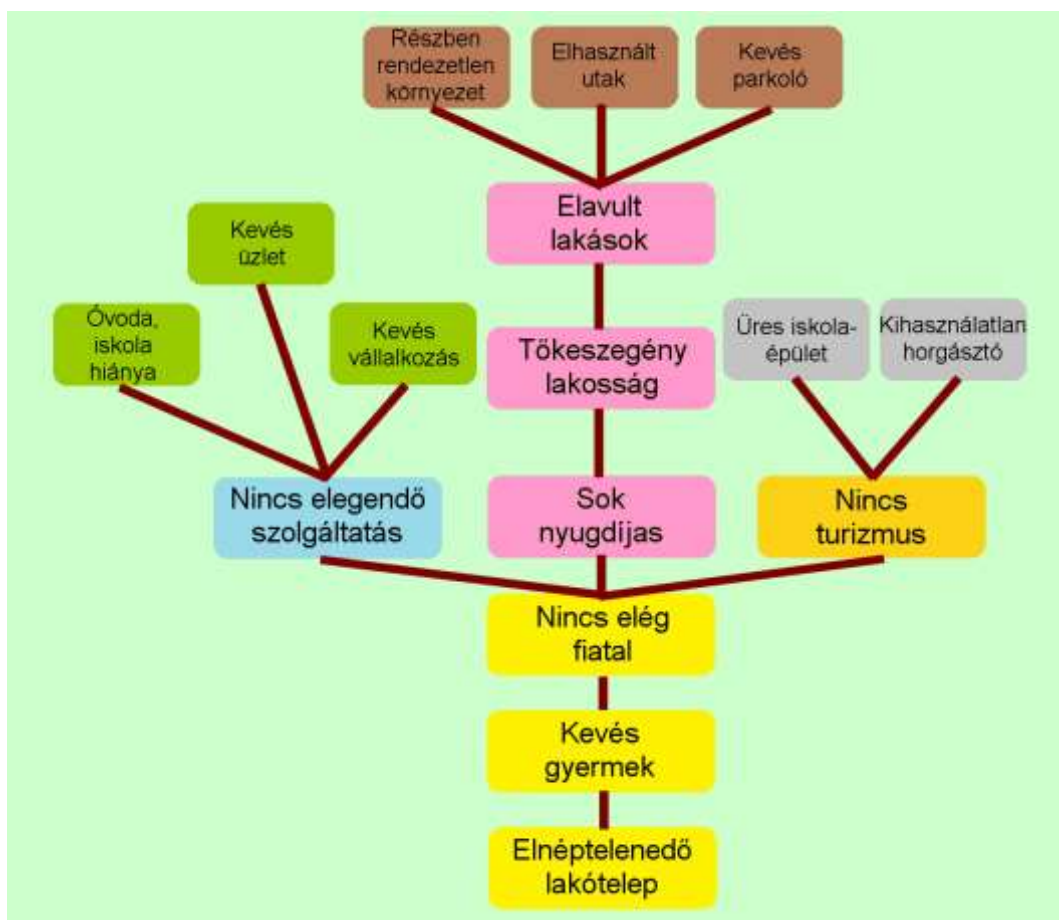 Részben
rendezetlen
környezet
Elhasznált
utak
Kevés
parkoló
Elavult
lakások
Kevés
üzlet
Óvoda,
iskola
hiánya
Kevés
vállalkozás
Tőkeszegény
lakosság
Üres iskola-
épület
Kihasználatlan
horgásztó
Nincs elegendő
szolgáltatás
Sok
nyugdíjas
Nincs
turizmus
Nincs elég
fiatal
Kevés
gyermek
Elnéptelenedő
lakótelep